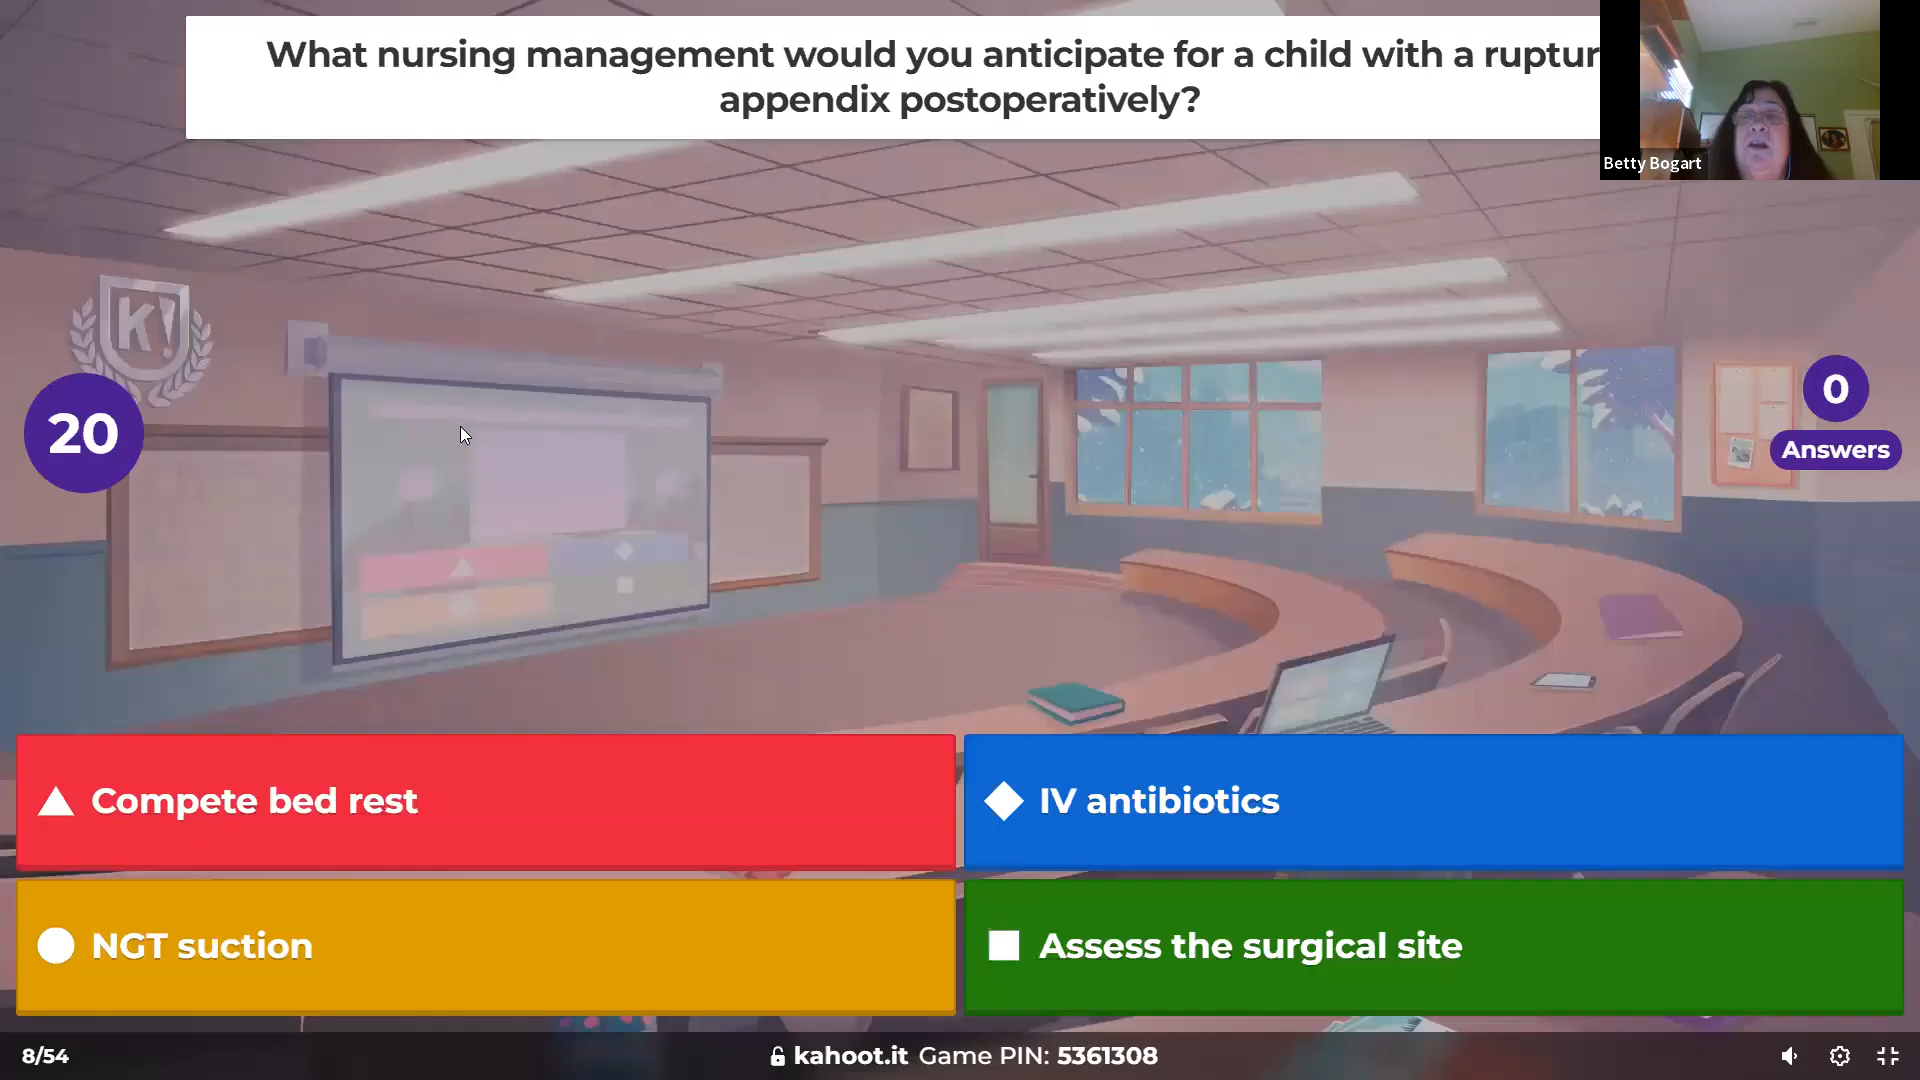 What nursing management would you anticipate for a child with a ruptur
appendix postoperatively?
Betty Bogart
K!
20
0
Answers
Compete bed rest
IV antibiotics
NGT suction
Assess the surgical site
8/54
kahoot.it Game PIN: 5361308